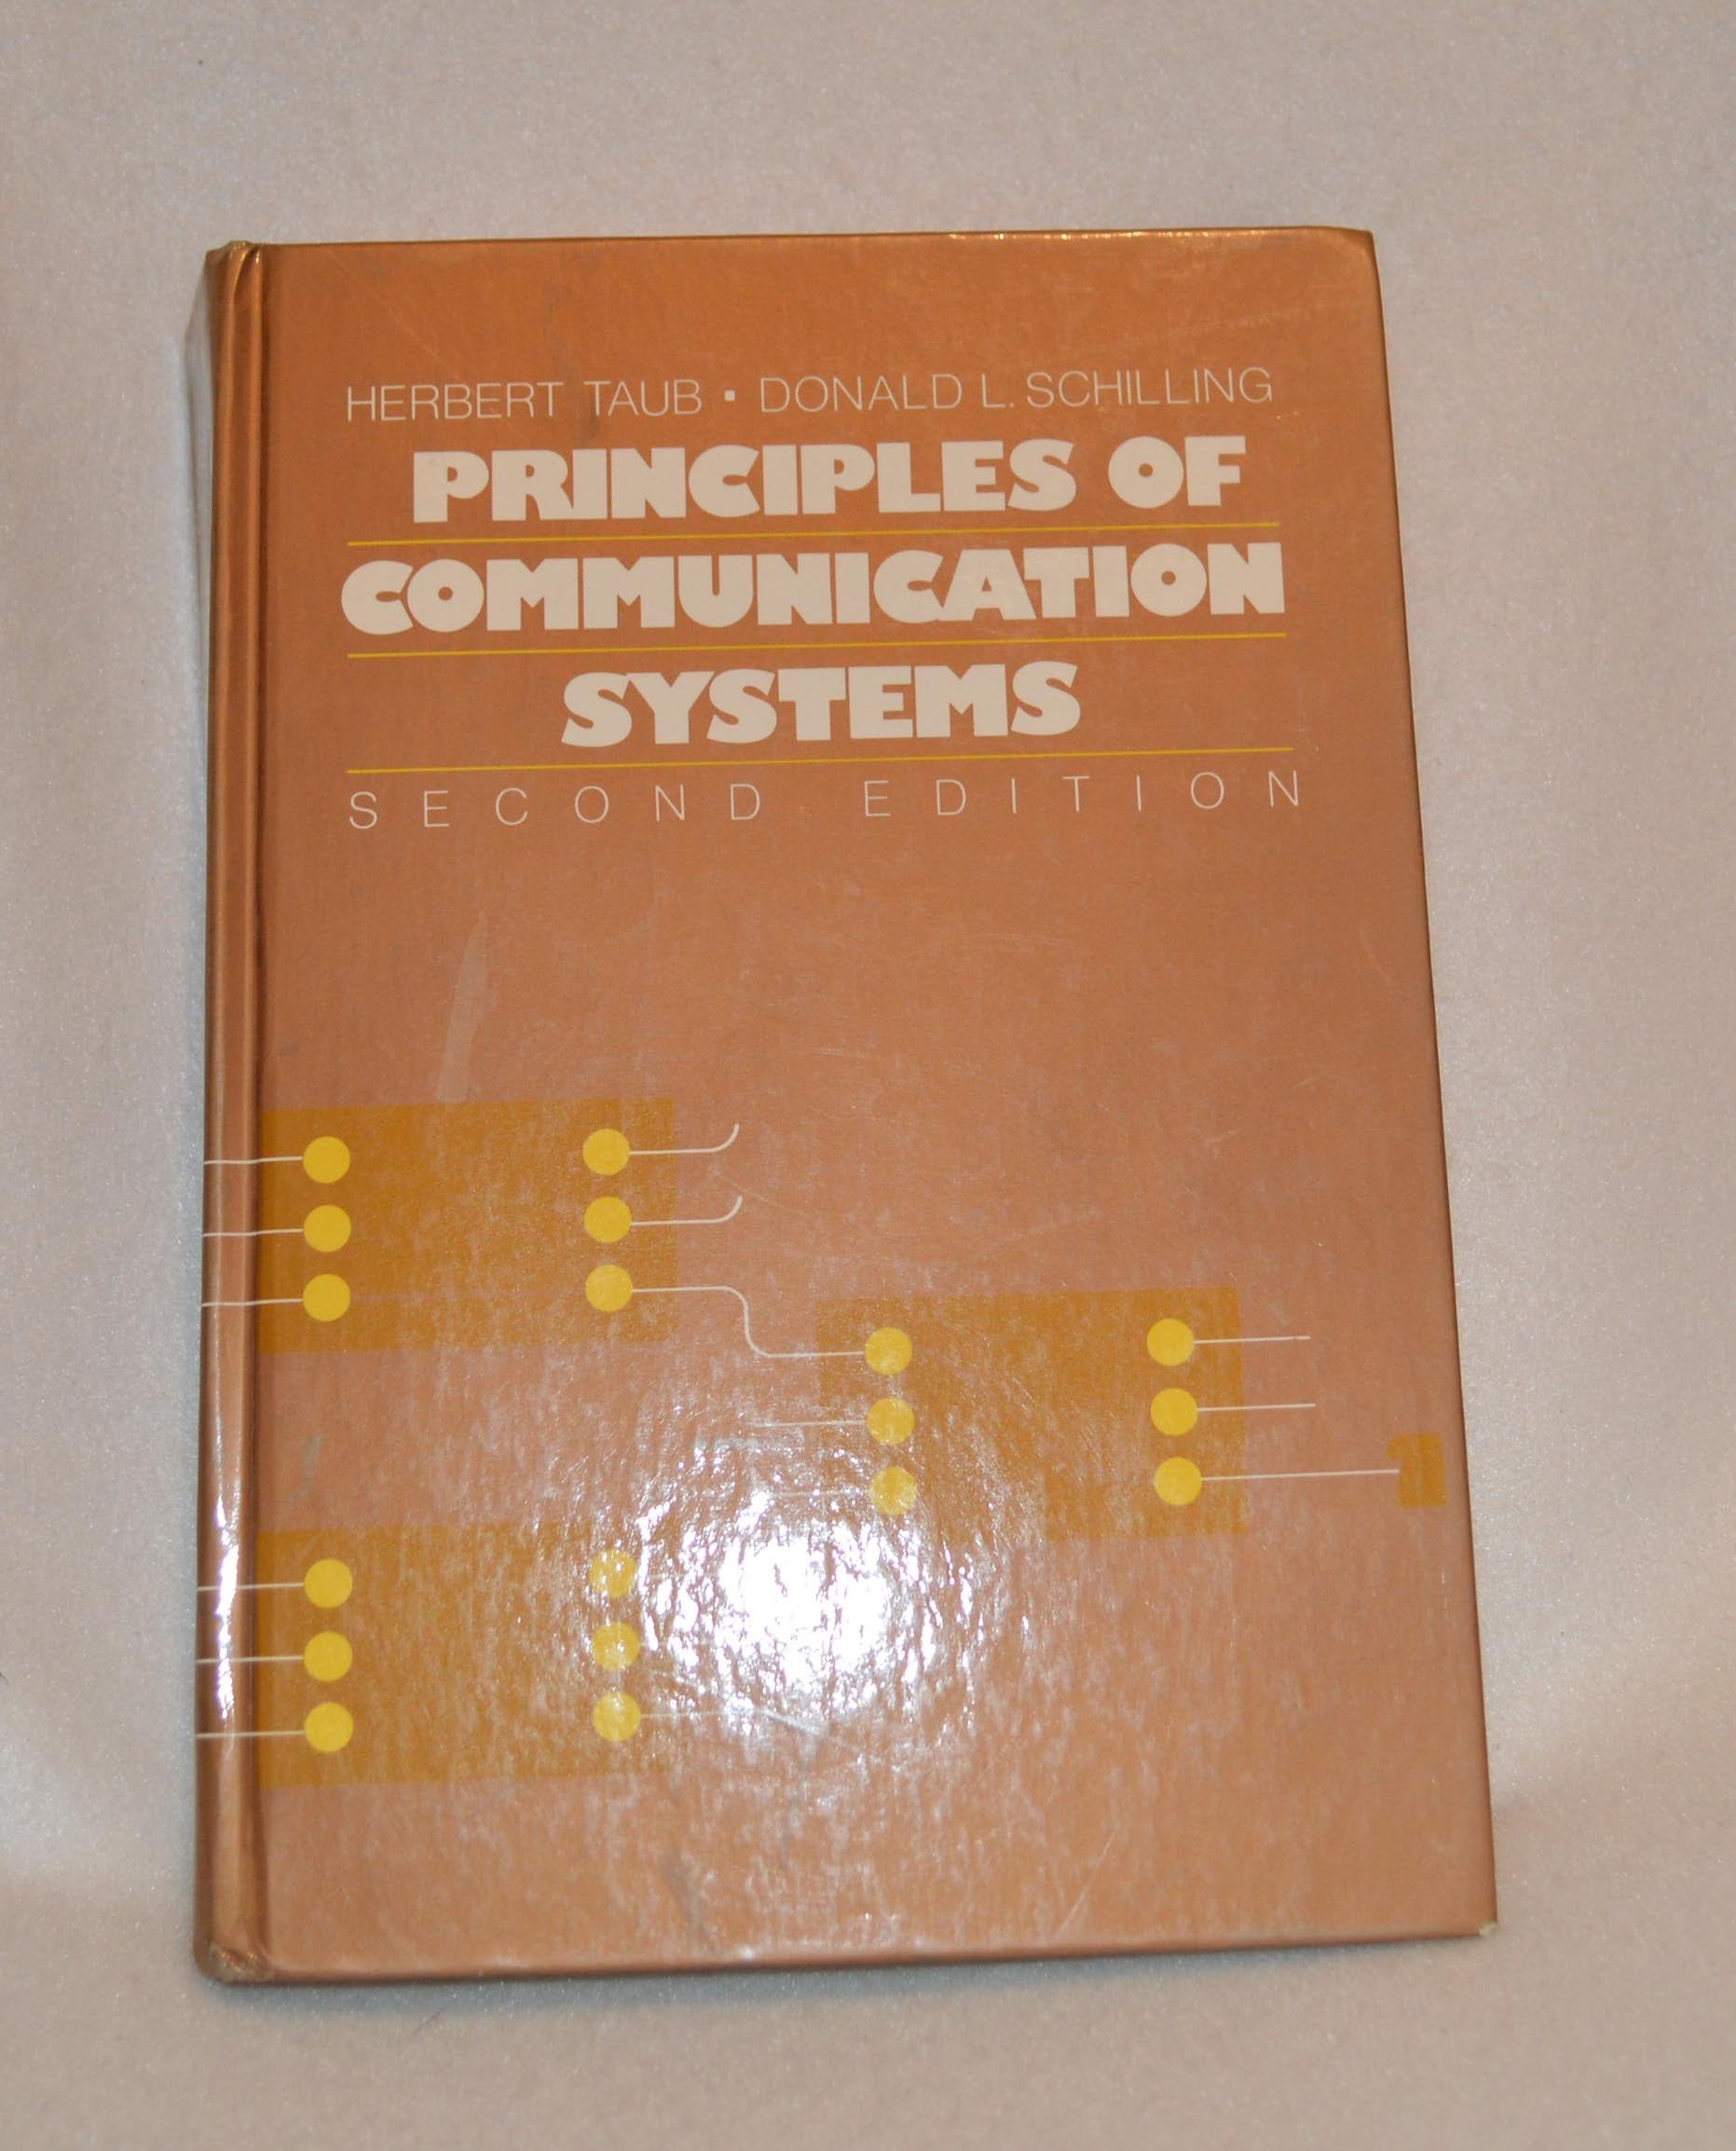 HERBERT TAUB ▪ DONALD L. SCHILLING
PRINCIPLES OF
COMMUNICATION
SYSTEMS
SECOND EDITION